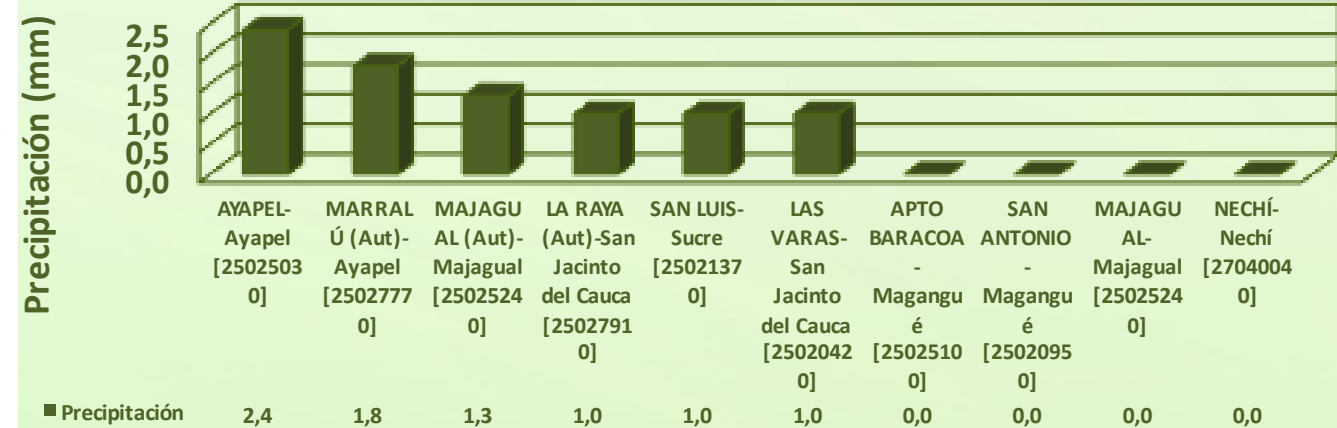 Precipitación (mm)
2,5
2,0
1,5
1,0
0,5
0,0
AYAPEL-
Ayapel
[2502503
0]
MARRAL
Ú (Aut)-
Ayapel
[2502777
0]
MAJAGU
AL (Aut)-
Majagual
[2502524
0]
LA RAYA
(Aut)-San
Jacinto
del Cauca
[2502791
0]
SAN LUIS-
Sucre
[2502137
0]
LAS
VARAS-
San
Jacinto
del Cauca
[2502042
0]
APTO
BARACOA
-
Magangu
é
[2502510
0]
SAN
ANTONIO
-
Magangu
é
[2502095
0]
MAJAGU
AL-
Majagual
[2502524
0]
NECHÍ-
Nechí
[2704004
0]
Precipitación 2,4 1,8 1,3 1,0 1,0 1,0 0,0 0,0 0,0 0,0